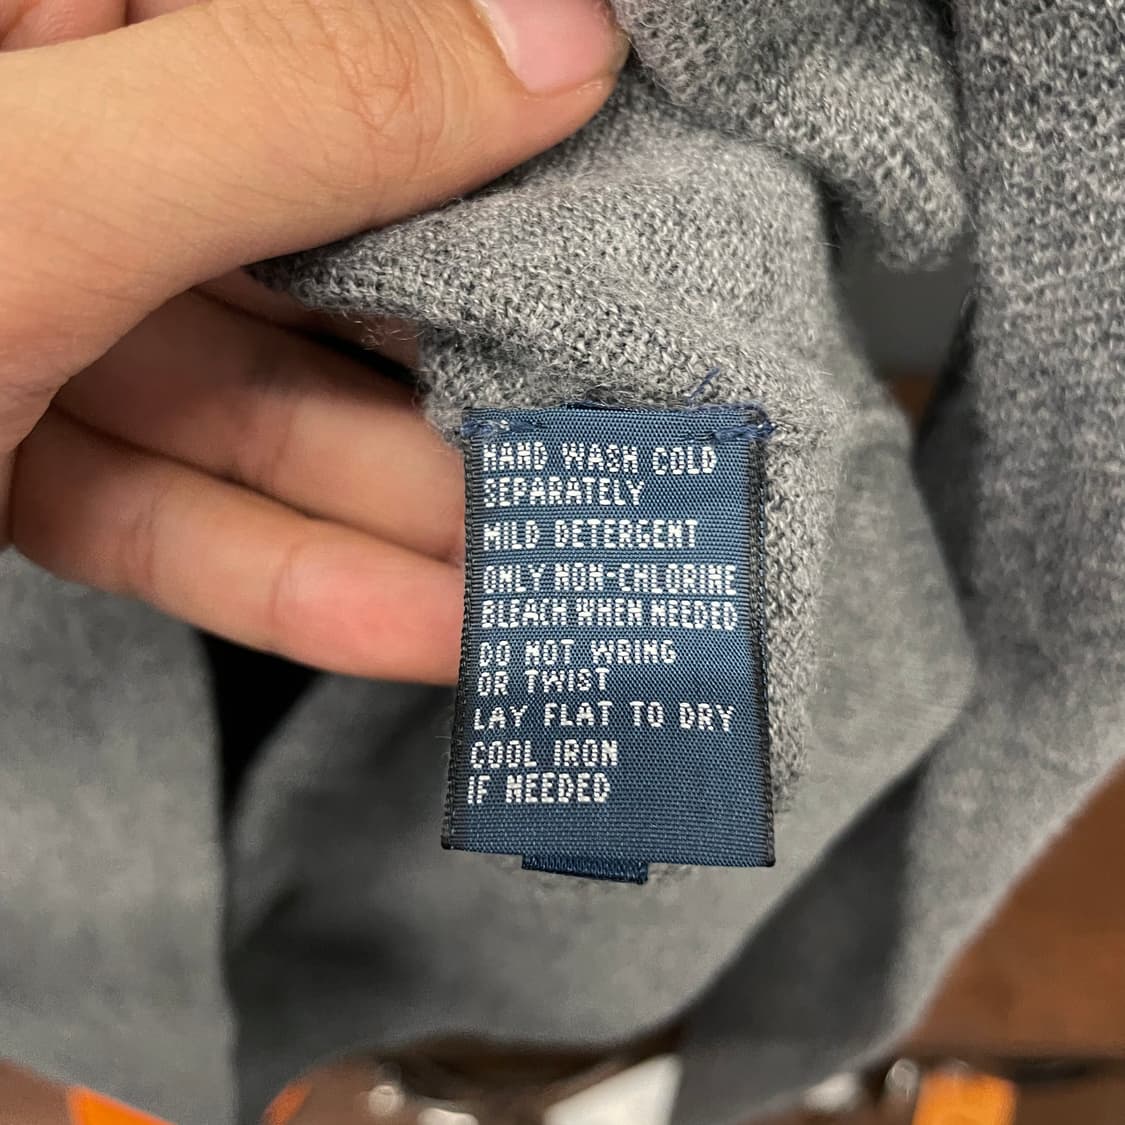 HAND WASH COLD
SEPARATELY
MILD DETERGENT
ONLY NON-CHLORINE
BLEACH WHEN NEEDED
DO NOT WRING
OR TWIST
LAY FLAT TO DRY
COOL IRON
IF NEEDED